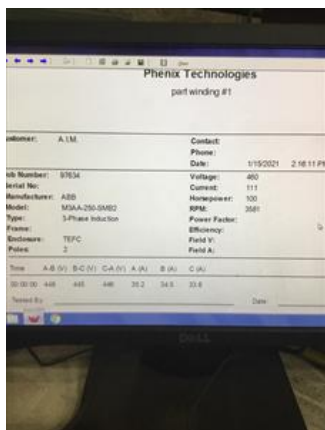 Phenix Technologies
part winding #1
A.I.M.
Contact:
Phone:
Date: 1/15/2021 2:16:11 PM
Job Number: 97634
Voltage: 460
Serial No:
Current: 111
Manufacturer: ABB
Horsepower: 100
Model: M3AA-250-SMB2
RPM: 3581
Type: 3-Phase Induction
Power Factor:
Frame:
Efficiency:
Enclosure: TEFC
Field V:
Poles: 2
Field A:
Time A-B (V) B-C (V) C-A (V) A (A) B (A) C (A)
00:00:00 448 445 446 35.2 34.5 33.6
Tested By Date:
DELL